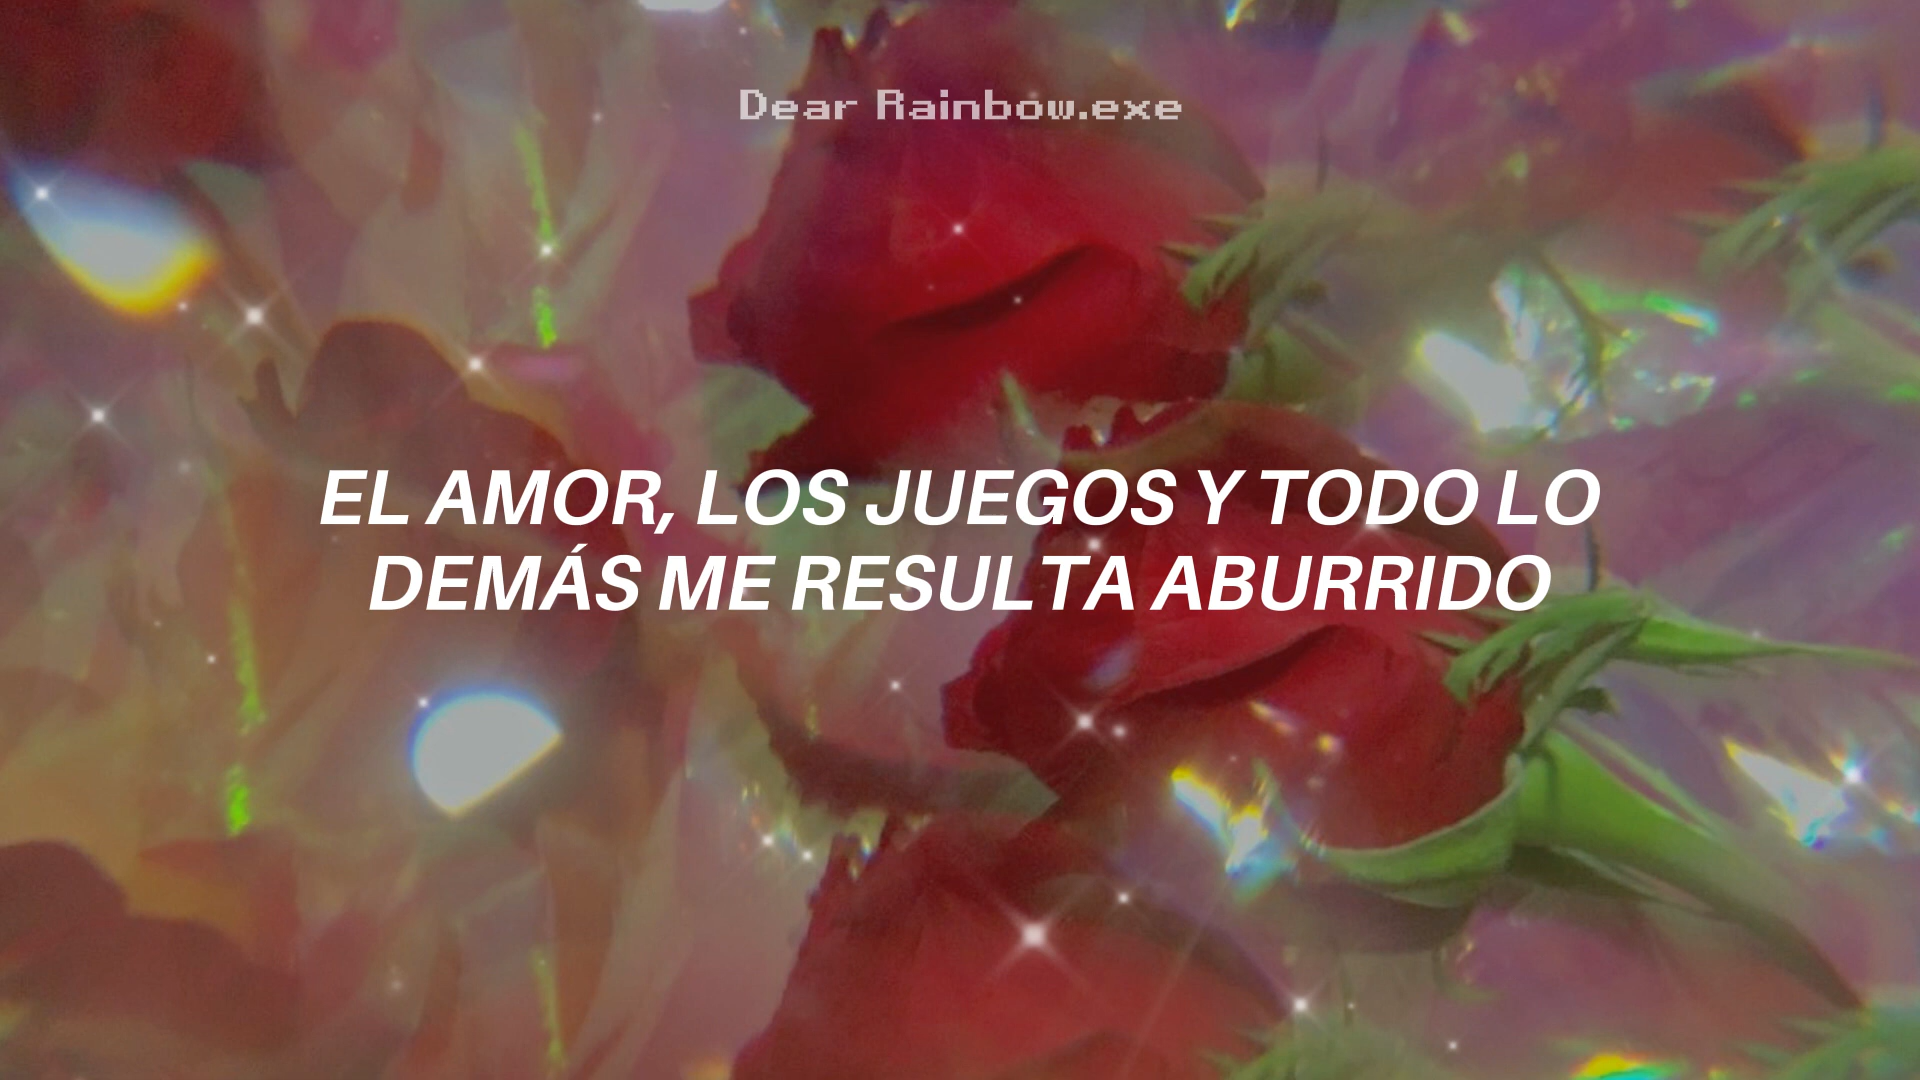 Dear Rainbow.exe
EL AMOR, LOS JUEGOS Y TODO LO
DEMÁS ME RESULTA ABURRIDO